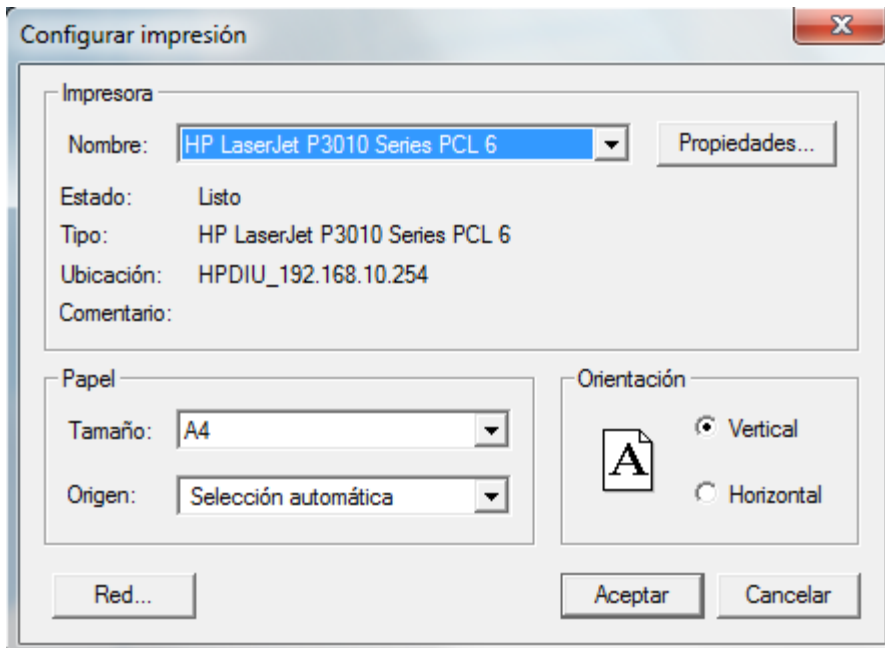 Configurar impresión
Impresora
Nombre: HP LaserJet P3010 Series PCL 6 Propiedades...
Estado: Listo
Tipo: HP LaserJet P3010 Series PCL 6
Ubicación: HPDIU_192.168.10.254
Comentario:
Papel
Tamaño: A4
Origen: Selección automática
Orientación
A
Vertical
Horizontal
Red... Aceptar Cancelar